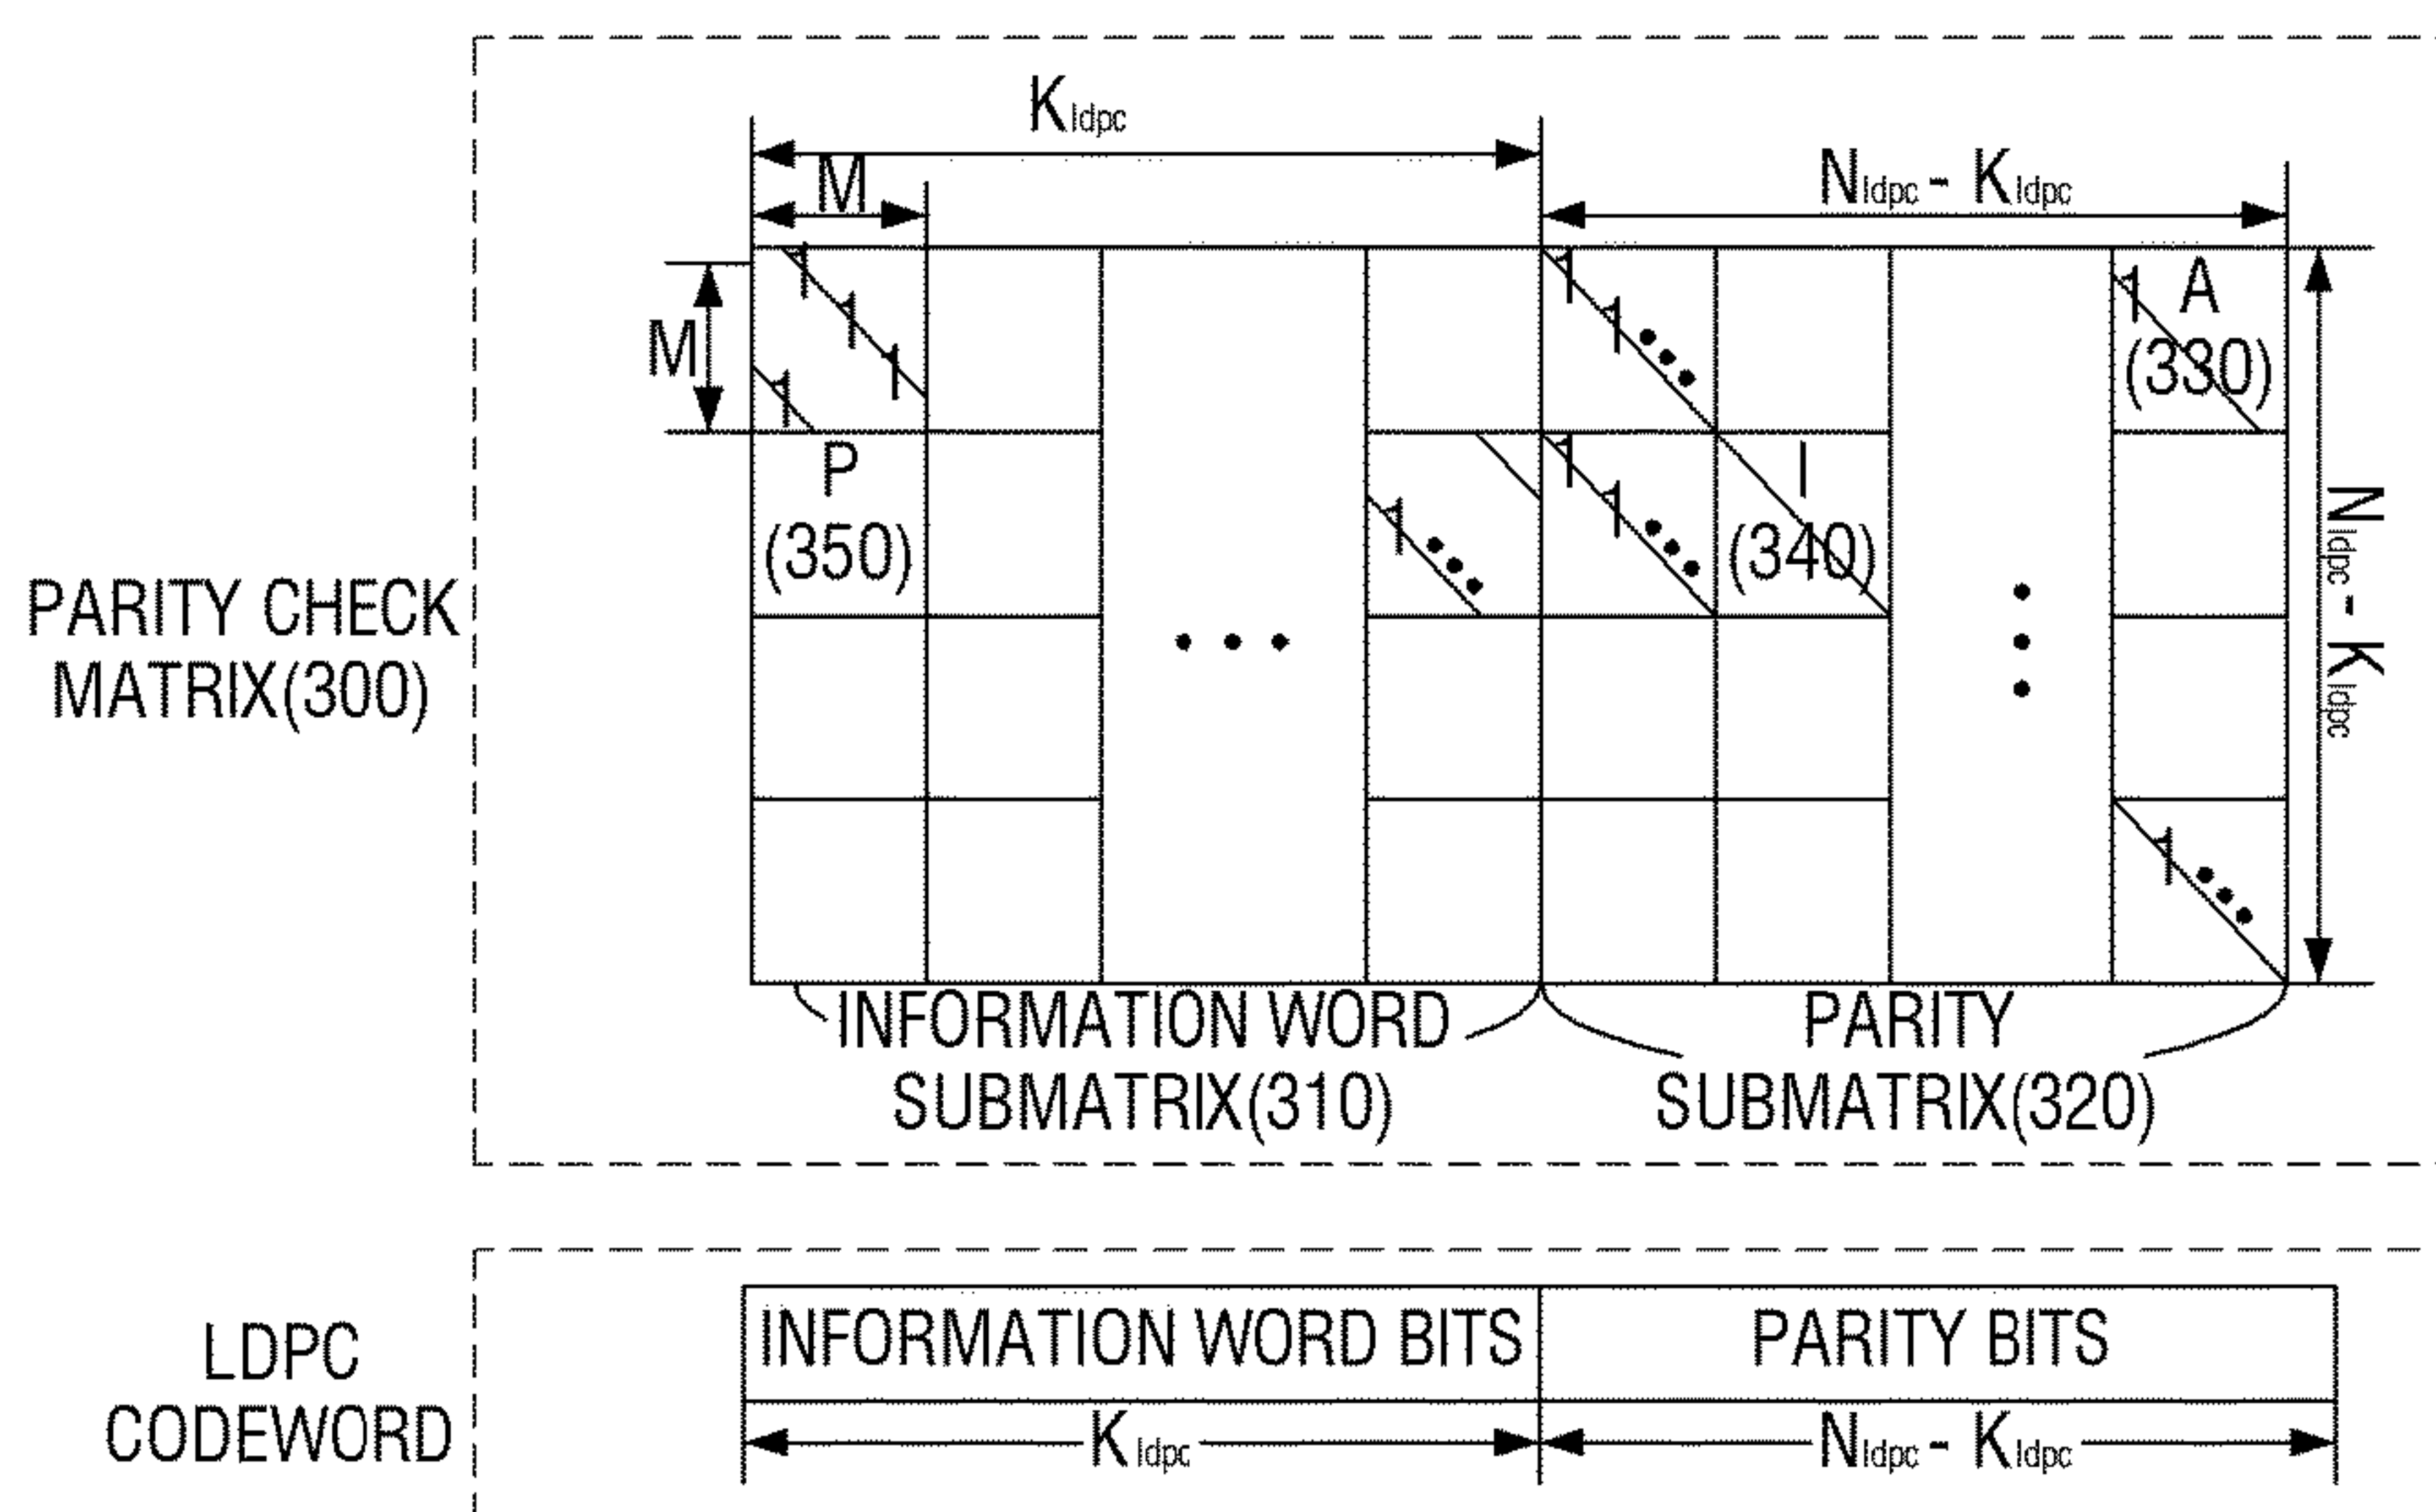 K ldpc
M
N ldpc - K ldpc
1 1 1 1
M
P
(350)
1
1 1
1 1
I
(340)
1 A
(330)
1
N ldpc - K ldpc
PARITY CHECK
MATRIX(300)
INFORMATION WORD
SUBMATRIX(310)
PARITY
SUBMATRIX(320)
LDPC
CODEWORD
INFORMATION WORD BITS
PARITY BITS
K ldpc
N ldpc - K ldpc